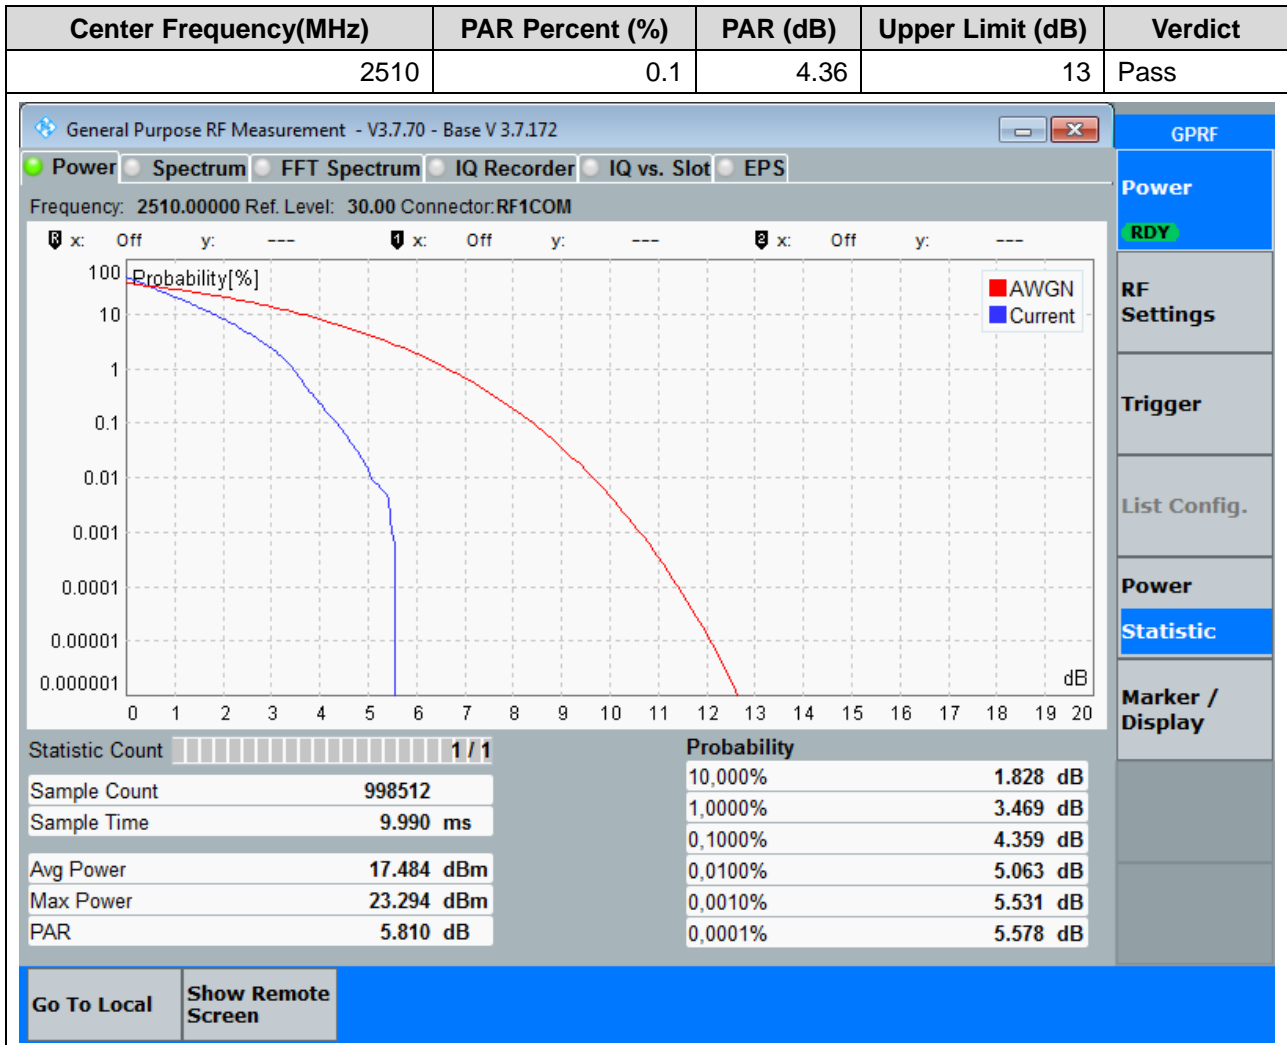 Center Frequency(MHz) PAR Percent (%) PAR (dB) Upper Limit (dB) Verdict
2510 0.1 4.36 13 Pass
General Purpose RF Measurement - V3.7.70 - Base V 3.7.172
GPRF
Power Spectrum FFT Spectrum IQ Recorder IQ vs. Slot EPS
Frequency: 2510.00000 Ref. Level: 30.00 Connector:RF1COM
R x: Off y: --- 1 x: Off y: --- 2 x: Off y: ---
Probability[%]
100
10
1
0.1
0.01
0.001
0.0001
0.00001
0.000001
AWGN
Current
dB
0 1 2 3 4 5 6 7 8 9 10 11 12 13 14 15 16 17 18 19 20
Statistic Count 1 / 1
Sample Count 998512
Sample Time 9.990 ms
Avg Power 17.484 dBm
Max Power 23.294 dBm
PAR 5.810 dB
Probability
10,000% 1.828 dB
1,0000% 3.469 dB
0,1000% 4.359 dB
0,0100% 5.063 dB
0,0010% 5.531 dB
0,0001% 5.578 dB
Power
RDY
RF
Settings
Trigger
List Config.
Power
Statistic
Marker /
Display
Go To Local
Show Remote
Screen